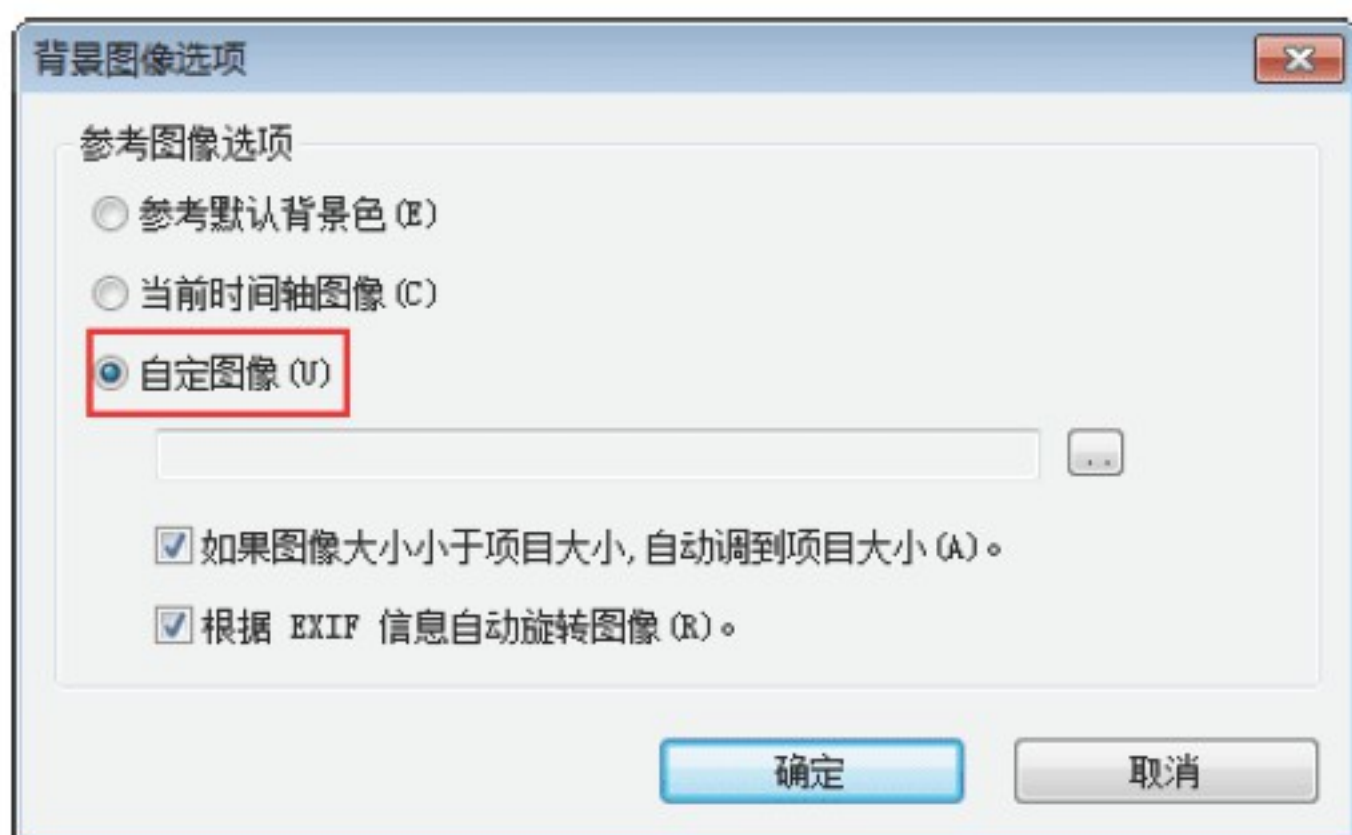 背景图像选项
参考图像选项
参考默认背景色(E)
当前时间轴图像(C)
自定图像(U)
..
如果图像大小小于项目大小,自动调到项目大小(A)。
根据 EXIF 信息自动旋转图像(R)。
确定
取消